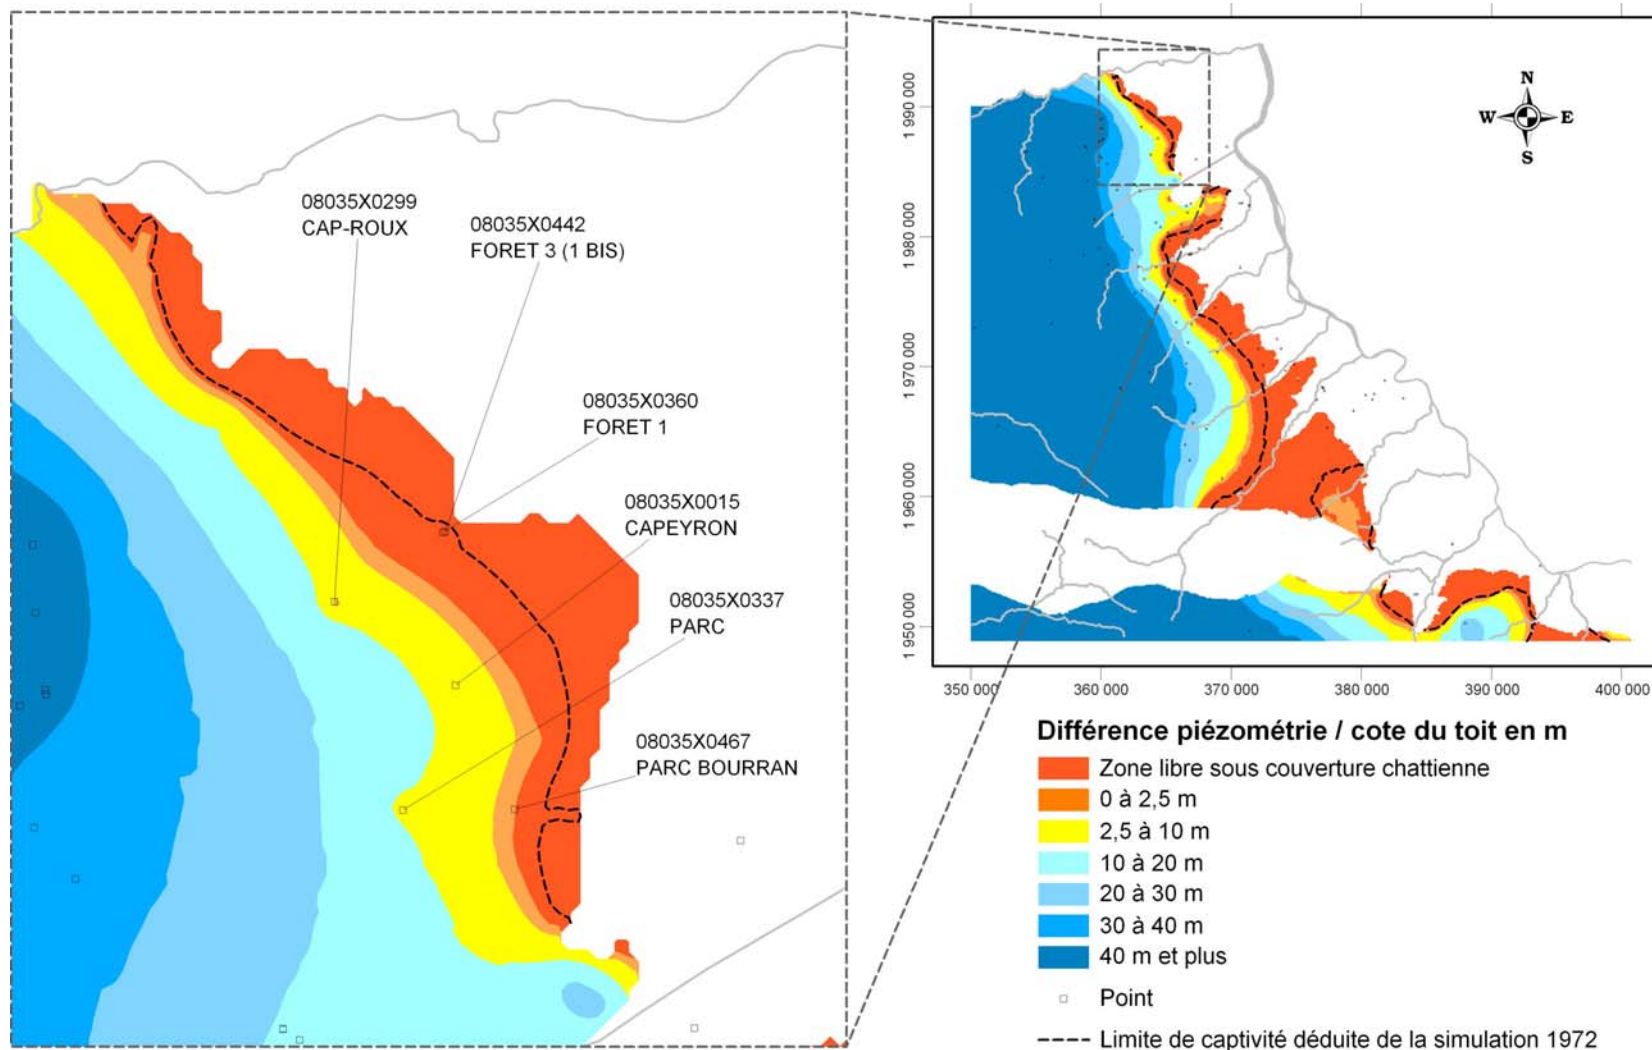 08035X0299
CAP-ROUX
08035X0442
FORET 3 (1 BIS)
08035X0360
FORET 1
08035X0015
CAPEYRON
08035X0337
PARC
08035X0467
PARC BOURRAN
N
W E
S
1 990 000
1 980 000
1 970 000
1 960 000
1 950 000
350 000 360 000 370 000 380 000 390 000 400 000
Différence piézométrie / cote du toit en m
Zone libre sous couverture chattienne
0 à 2,5 m
2,5 à 10 m
10 à 20 m
20 à 30 m
30 à 40 m
40 m et plus
Point
Limite de captivité déduite de la simulation 1972